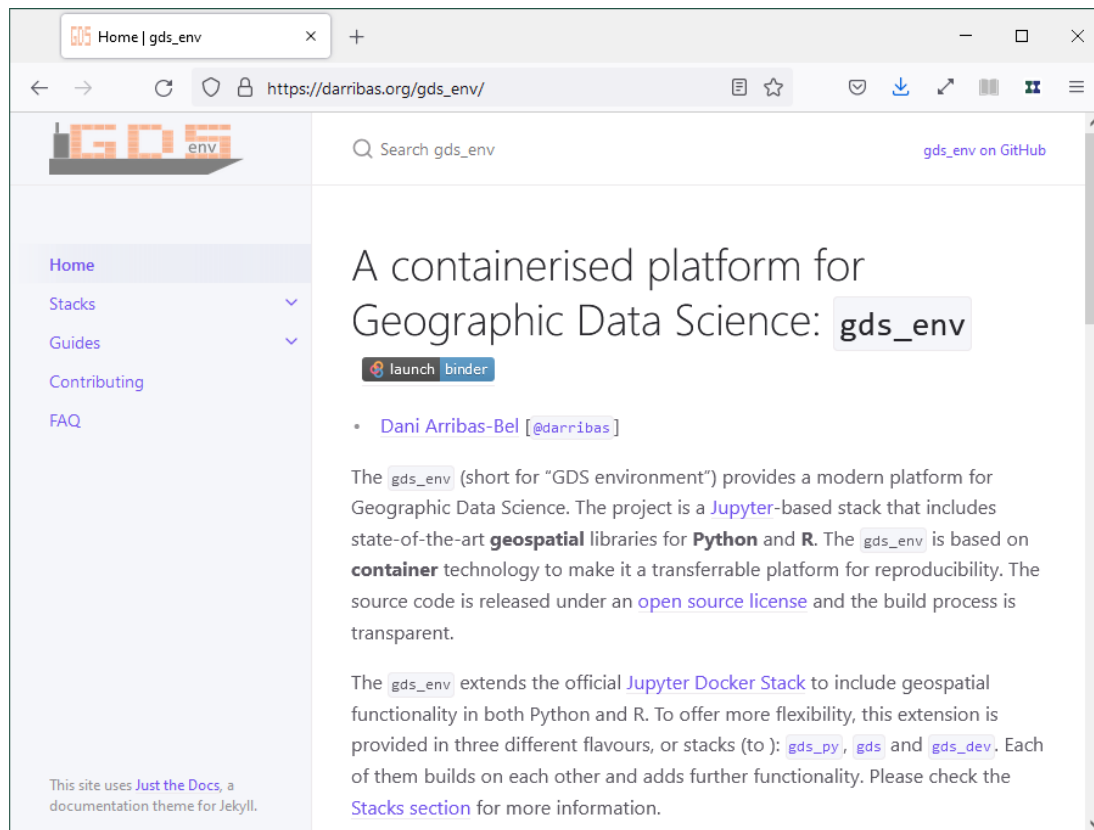 GDS Home | gds_env
https://darribas.org/gds_env/
GDS env
Search gds_env
gds_env on GitHub
Home
Stacks
Guides
Contributing
FAQ
This site uses Just the Docs, a
documentation theme for Jekyll.
A containerised platform for
Geographic Data Science: gds_env
launch binder
• Dani Arribas-Bel [@darribas]
The gds_env (short for “GDS environment”) provides a modern platform for
Geographic Data Science. The project is a Jupyter-based stack that includes
state-of-the-art geospatial libraries for Python and R. The gds_env is based on
container technology to make it a transferrable platform for reproducibility. The
source code is released under an open source license and the build process is
transparent.
The gds_env extends the official Jupyter Docker Stack to include geospatial
functionality in both Python and R. To offer more flexibility, this extension is
provided in three different flavours, or stacks (to ): gds_py, gds and gds_dev. Each
of them builds on each other and adds further functionality. Please check the
Stacks section for more information.